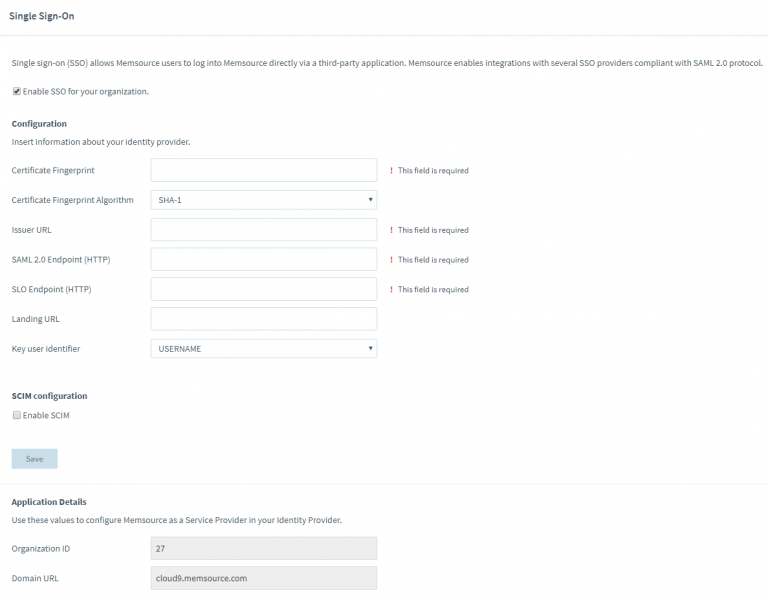 Single Sign-On
Single sign-on (SSO) allows Memsource users to log into Memsource directly via a third-party application. Memsource enables integrations with several SSO providers compliant with SAML 2.0 protocol.
Enable SSO for your organization.
Configuration
Insert information about your identity provider.
Certificate Fingerprint ! This field is required
Certificate Fingerprint Algorithm SHA-1
Issuer URL ! This field is required
SAML 2.0 Endpoint (HTTP) ! This field is required
SLO Endpoint (HTTP) ! This field is required
Landing URL
Key user identifier USERNAME
SCIM configuration
Enable SCIM
Save
Application Details
Use these values to configure Memsource as a Service Provider in your Identity Provider.
Organization ID 27
Domain URL cloud9.memsource.com